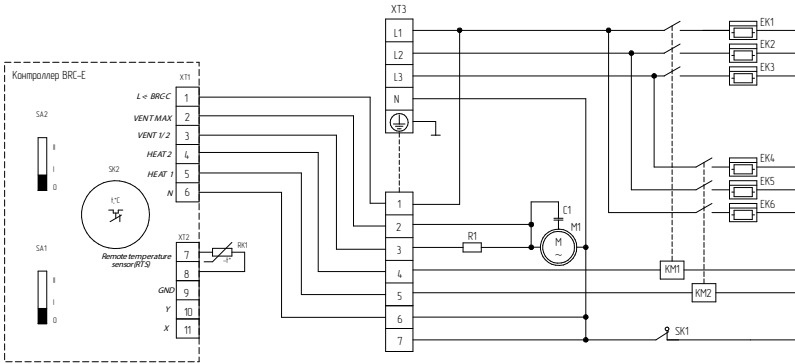 XT3
L1
L2
L3
N
EK1
EK2
EK3
EK4
EK5
EK6
Контроллер BRC-E
XT1
L <- BRC-C 1
VENT MAX 2
VENT 1/2 3
HEAT 2 4
HEAT 1 5
N 6
SA2
II
I
0
SK2
t,°C
XT2
Remote temperature
sensor(RTS)
7
8
GND 9
Y 10
X 11
RK1
-t°
SA1
II
I
0
1
2
3
4
5
6
7
R1
C1
M1
M
~
KM1
KM2
SK1